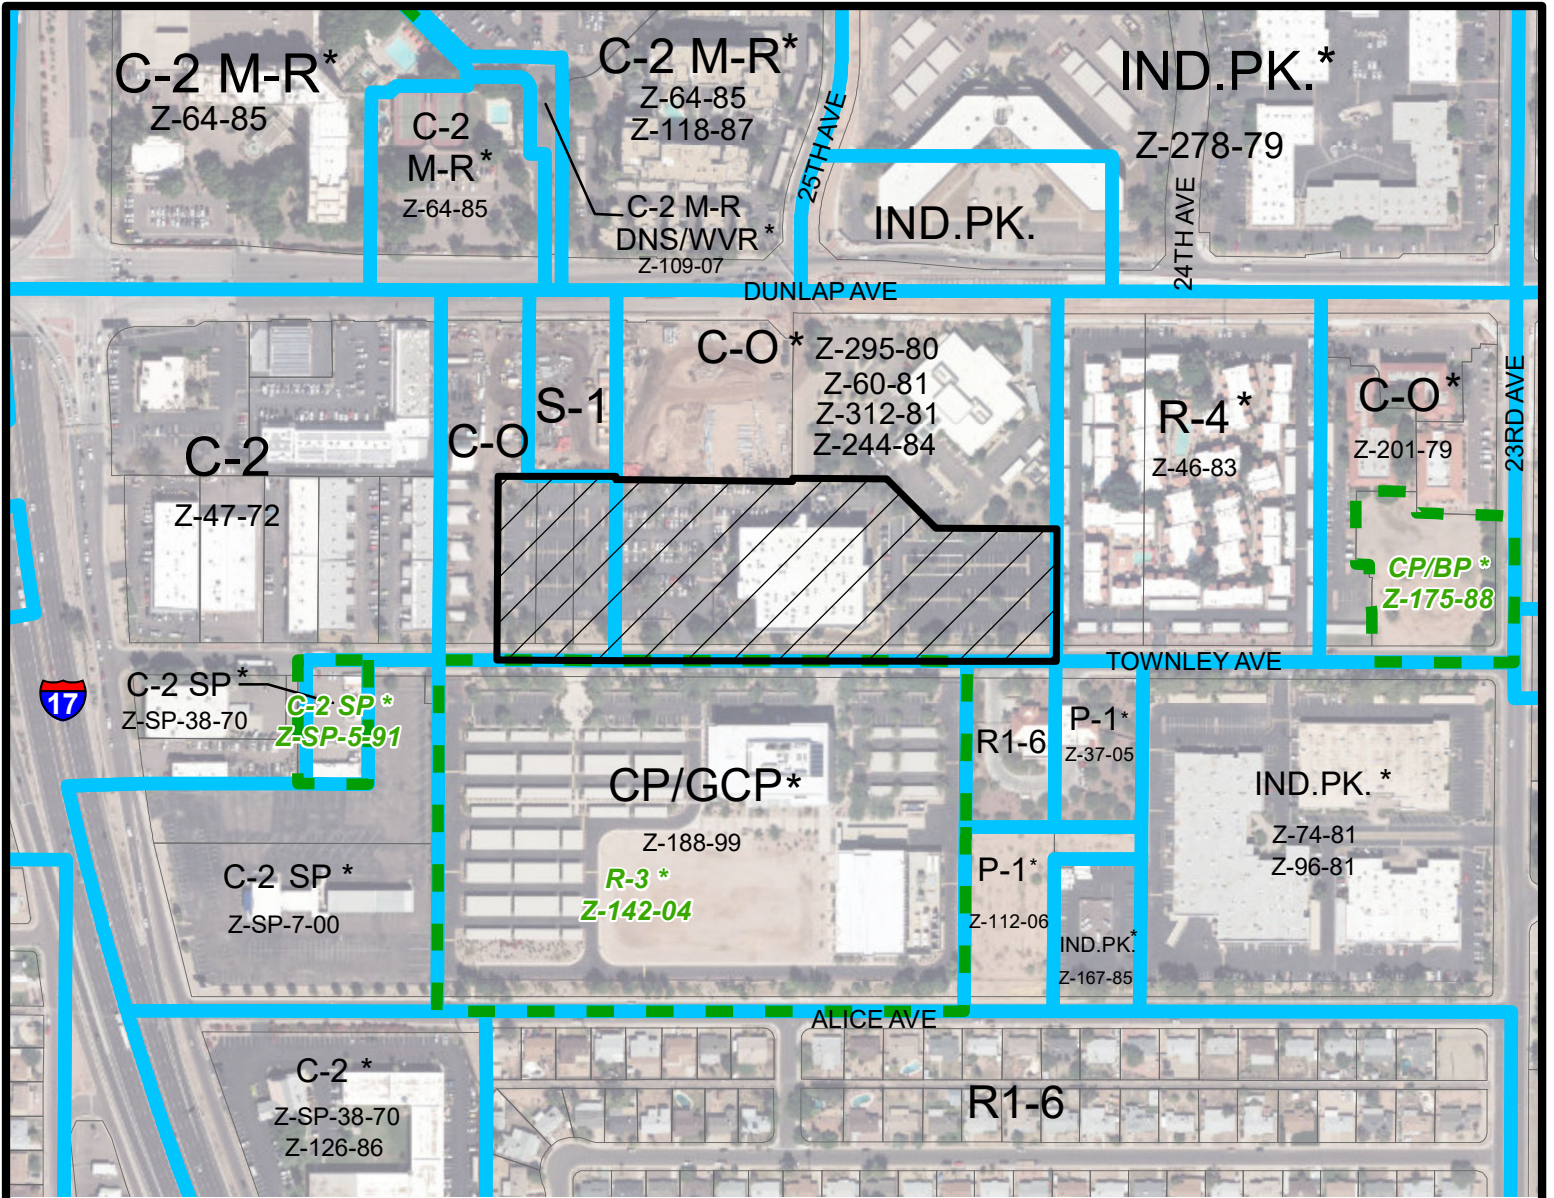 C-2 M-R*
Z-64-85
C-2
M-R*
Z-64-85
C-2 M-R*
Z-64-85
Z-118-87
C-2 M-R
DNS/WVR*
Z-109-07
25TH AVE
IND.PK.*
Z-278-79
IND.PK.
24TH AVE
DUNLAP AVE
C-2
Z-47-72
C-O
S-1
C-O*
Z-295-80
Z-60-81
Z-312-81
Z-244-84
R-4*
Z-46-83
C-O*
Z-201-79
23RD AVE
CP/BP *
Z-175-88
TOWNLEY AVE
17
C-2 SP*
Z-SP-38-70
C-2 SP *
Z-SP-5-91
CP/GCP*
Z-188-99
R-3 *
Z-142-04
R1-6
P-1*
Z-37-05
IND.PK. *
Z-74-81
Z-96-81
C-2 SP *
Z-SP-7-00
P-1*
Z-112-06
IND.PK.*
Z-167-85
ALICE AVE
C-2 *
Z-SP-38-70
Z-126-86
R1-6